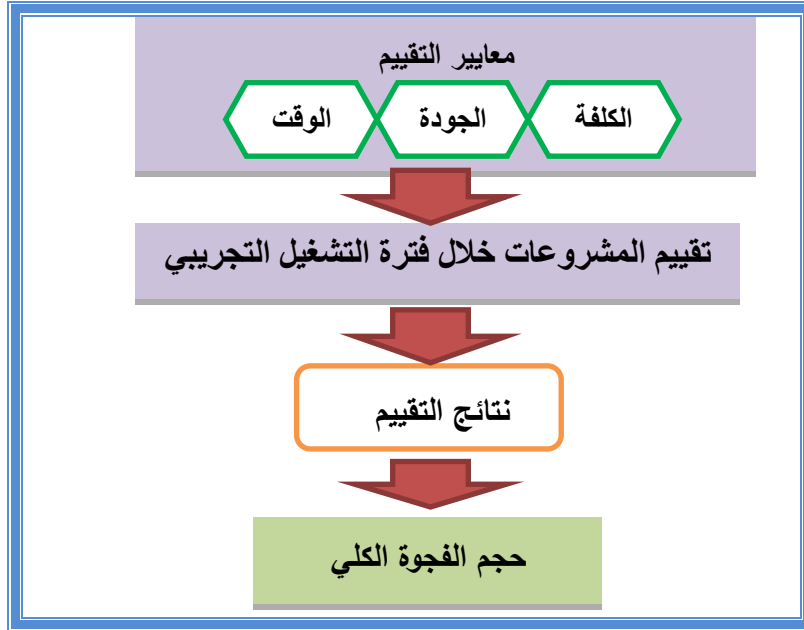 معايير التقييم
الكلفة الجودة الوقت
تقييم المشروعات خلال فترة التشغيل التجريبي
نتائج التقييم
حجم الفجوة الكلي